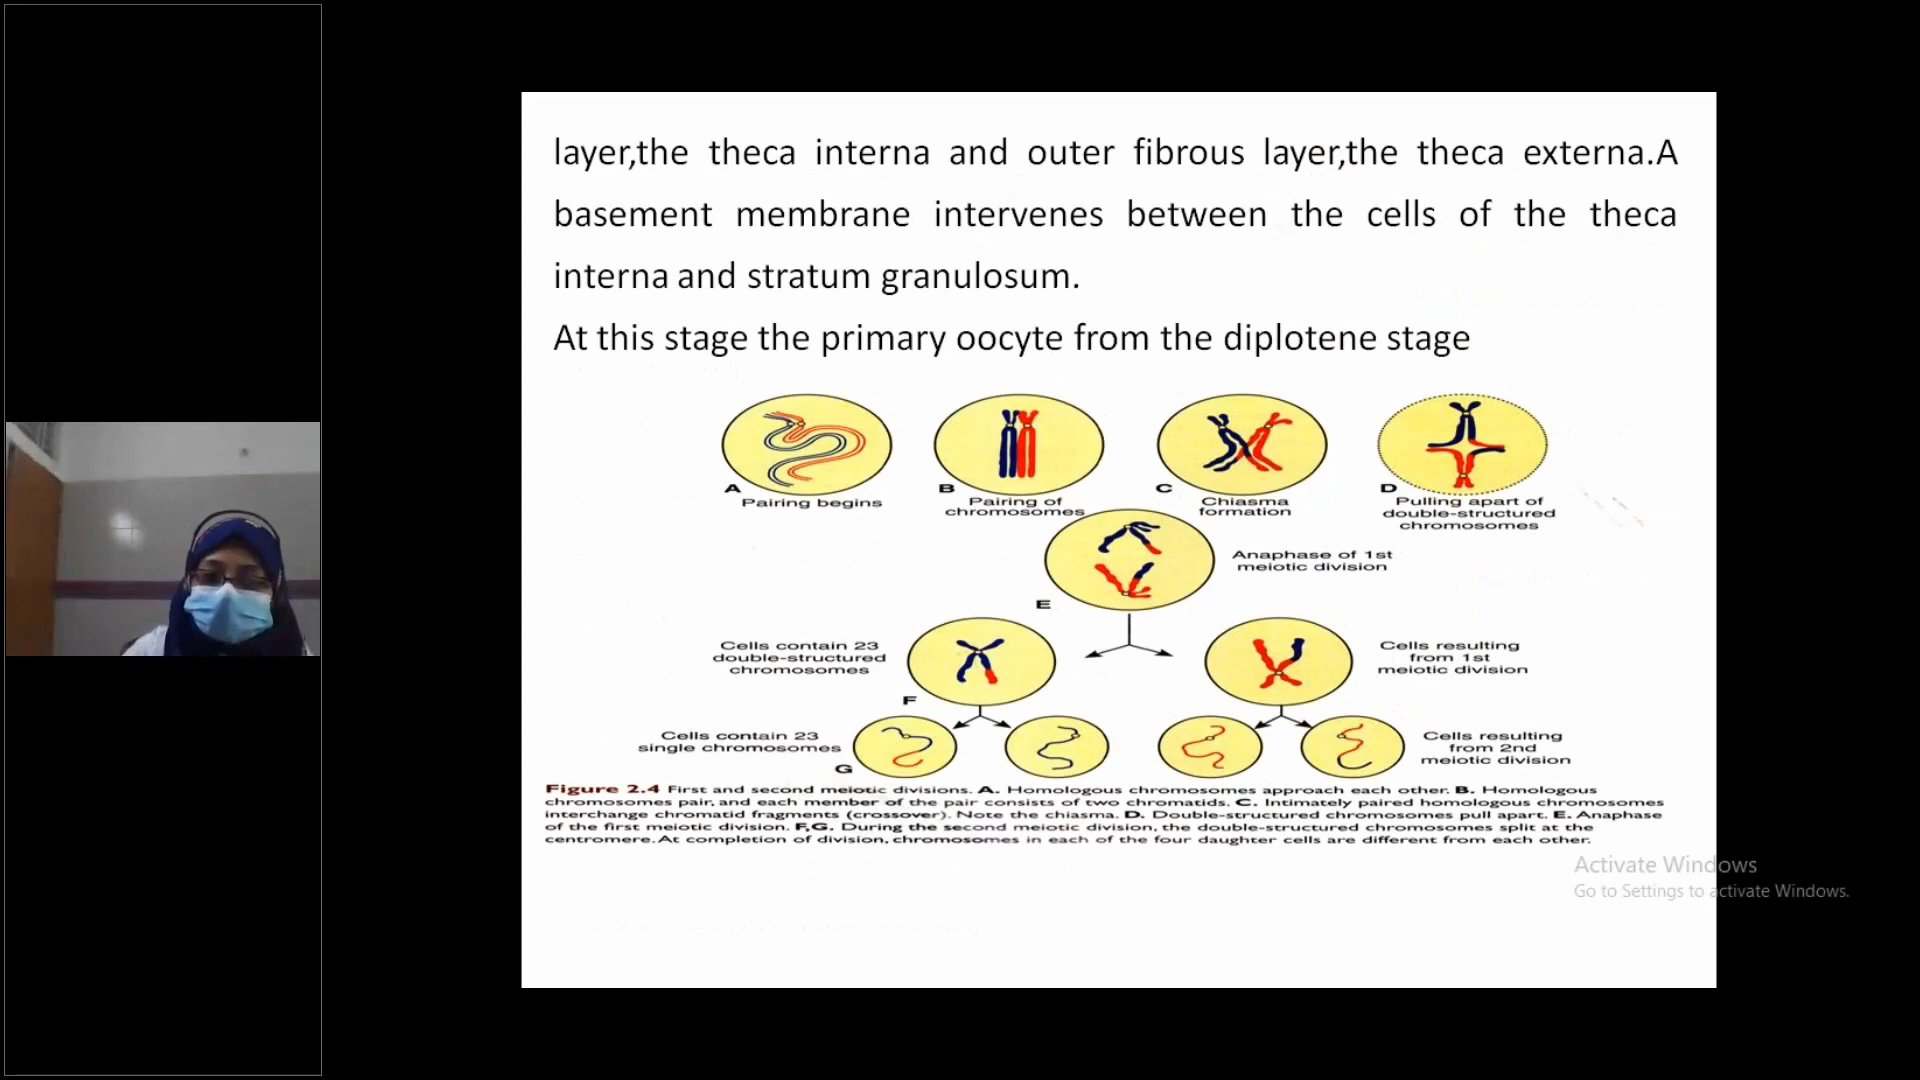 layer,the theca interna and outer fibrous layer,the theca externa.A
basement membrane intervenes between the cells of the theca
interna and stratum granulosum.
At this stage the primary oocyte from the diplotene stage
A
Pairing begins
B
Pairing of
chromosomes
C
Chiasma
formation
D
Pulling apart of
double-structured
chromosomes
Anaphase of 1st
meiotic division
E
Cells contain 23
double-structured
chromosomes
Cells resulting
from 1st
meiotic division
F
Cells contain 23
single chromosomes
Cells resulting
from 2nd
meiotic division
G
Figure 2.4 First and second meiotic divisions. A. Homologous chromosomes approach each other. B. Homologous
chromosomes pair, and each member of the pair consists of two chromatids. C. Intimately paired homologous chromosomes
interchange chromatid fragments (crossover). Note the chiasma. D. Double-structured chromosomes pull apart. E. Anaphase
of the first meiotic division. F,G. During the second meiotic division, the double-structured chromosomes split at the
centromere. At completion of division, chromosomes in each of the four daughter cells are different from each other.
Activate Windows
Go to Settings to activate Windows.